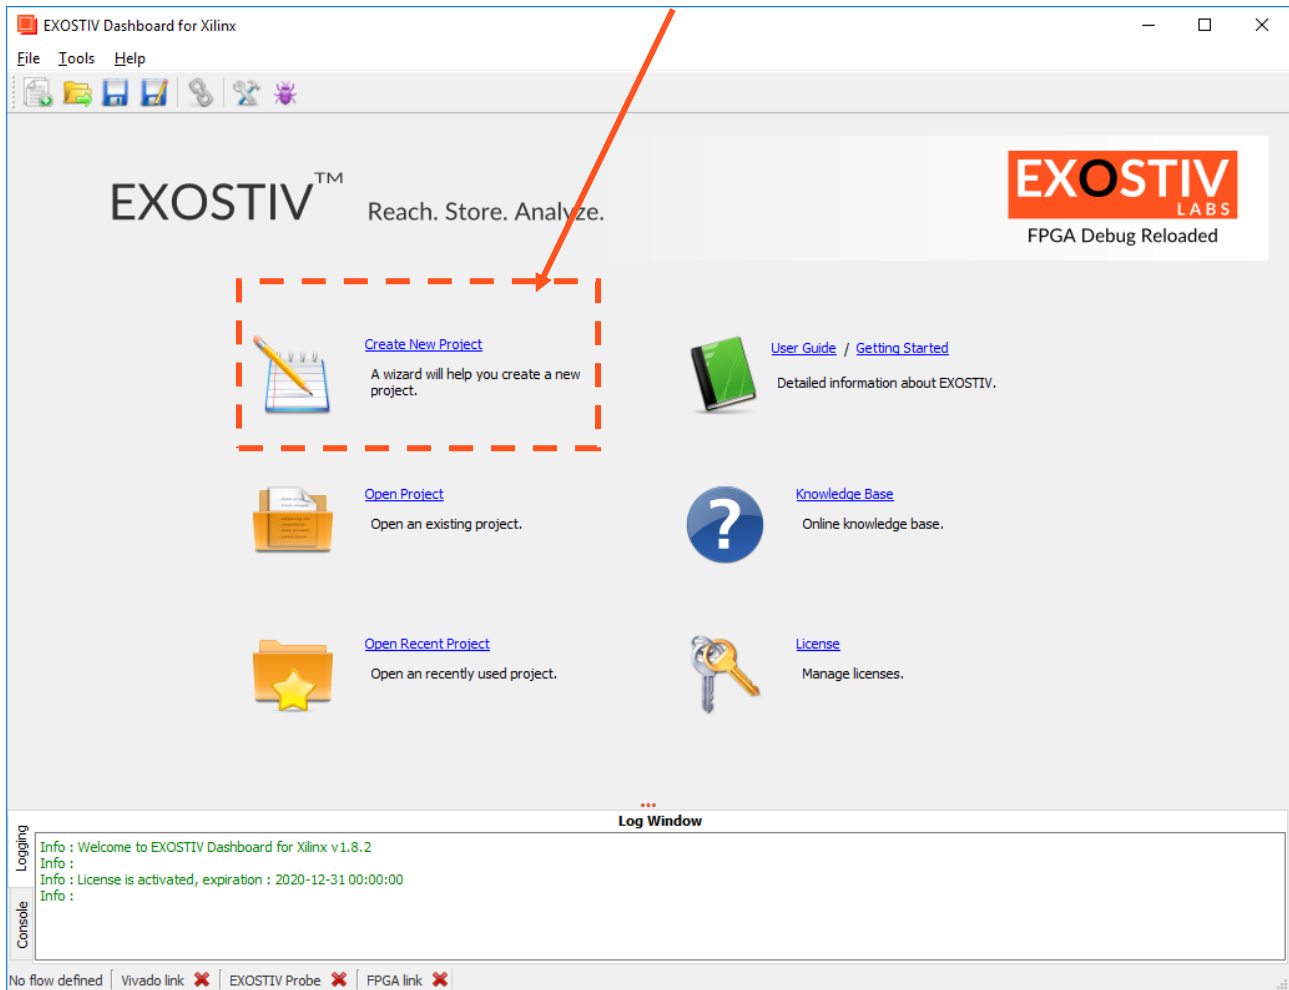 EXOSTIV Dashboard for Xilinx
File Tools Help
EXOSTIV™ Reach. Store. Analyze.
EXOSTIV
LABS
FPGA Debug Reloaded
Create New Project
A wizard will help you create a new
project.
User Guide / Getting Started
Detailed information about EXOSTIV.
Open Project
Open an existing project.
Knowledge Base
Online knowledge base.
Open Recent Project
Open an recently used project.
License
Manage licenses.
Log Window
Logging
Console
Info : Welcome to EXOSTIV Dashboard for Xilinx v1.8.2
Info :
Info : License is activated, expiration : 2020-12-31 00:00:00
Info :
No flow defined Vivado link EXOSTIV Probe FPGA link